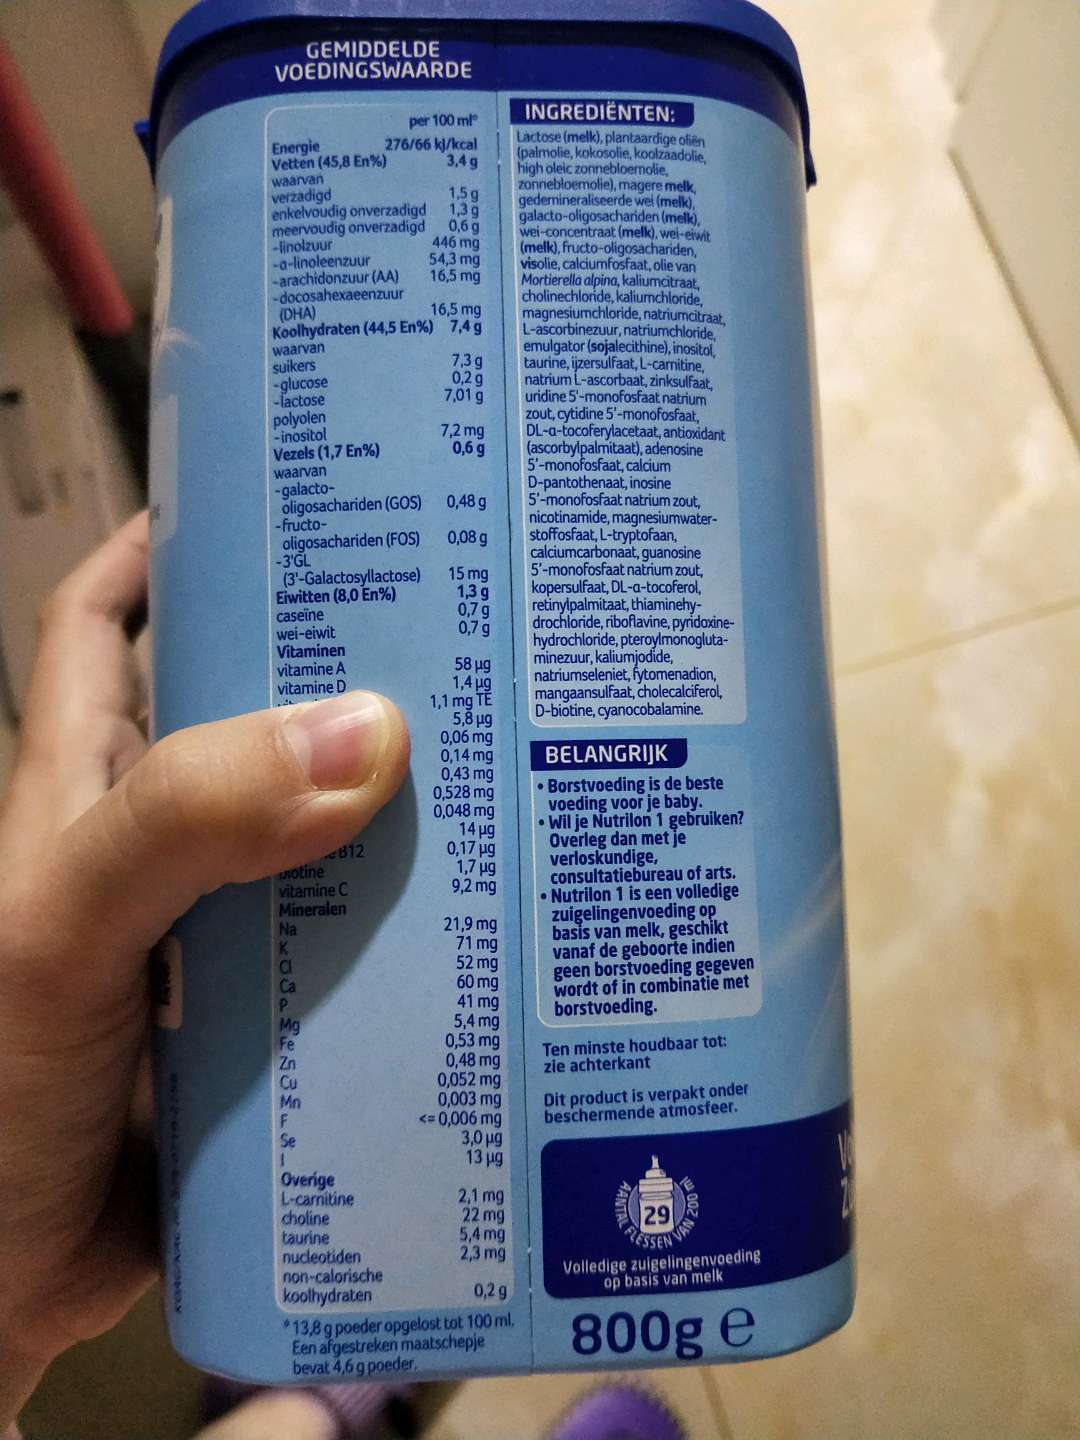 GEMIDDELDE
VOEDINGSWAARDE
per 100 ml°
Energie 276/66 kJ/kcal
Vetten (45,8 En%) 3,4 g
waarvan
verzadigd 1,5 g
enkelvoudig onverzadigd 1,3 g
meervoudig onverzadigd 0,6 g
-linolzuur 446 mg
-α-linoleenzuur 54,3 mg
-arachidonzuur (AA) 16,5 mg
-docosahexaeenzuur
(DHA) 16,5 mg
Koolhydraten (44,5 En%) 7,4 g
waarvan
suikers 7,3 g
-glucose 0,2 g
-lactose 7,01 g
polyolen
-inositol 7,2 mg
Vezels (1,7 En%) 0,6 g
waarvan
-galacto-
oligosachariden (GOS) 0,48 g
-fructo-
oligosachariden (FOS) 0,08 g
-3'GL
(3'-Galactosyllactose) 15 mg
Eiwitten (8,0 En%) 1,3 g
caseïne 0,7 g
wei-eiwit 0,7 g
Vitaminen
vitamine A 58 µg
vitamine D 1,4 µg
1,1 mg TE
5,8 µg
0,06 mg
0,14 mg
0,43 mg
0,528 mg
0,048 mg
14 µg
B12 0,17 µg
biotine 1,7 µg
vitamine C 9,2 mg
Mineralen
Na 21,9 mg
K 71 mg
Cl 52 mg
Ca 60 mg
P 41 mg
Mg 5,4 mg
Fe 0,53 mg
Zn 0,48 mg
Cu 0,052 mg
Mn 0,003 mg
F <= 0,006 mg
Se 3,0 µg
I 13 µg
Overige
L-carnitine 2,1 mg
choline 22 mg
taurine 5,4 mg
nucleotiden 2,3 mg
non-calorische
koolhydraten 0,2 g
° 13,8 g poeder opgelost tot 100 ml.
Een afgestreken maatschepje
bevat 4,6 g poeder.
INGREDIËNTEN:
Lactose (melk), plantaardige oliën
(palmolie, kokosolie, koolzaadolie,
high oleic zonnebloemolie,
zonnebloemolie), magere melk,
gedemineraliseerde wei (melk),
galacto-oligosachariden (melk),
wei-concentraat (melk), wei-eiwit
(melk), fructo-oligosachariden,
visolie, calciumfosfaat, olie van
Mortierella alpina, kaliumcitraat,
cholinechloride, kaliumchloride,
magnesiumchloride, natriumcitraat,
L-ascorbinezuur, natriumchloride,
emulgator (sojalecithine), inositol,
taurine, ijzersulfaat, L-carnitine,
natrium L-ascorbaat, zinksulfaat,
uridine 5'-monofosfaat natrium
zout, cytidine 5'-monofosfaat,
DL-α-tocoferylacetaat, antioxidant
(ascorbylpalmitaat), adenosine
5'-monofosfaat, calcium
D-pantothenaat, inosine
5'-monofosfaat natrium zout,
nicotinamide, magnesiumwater-
stoffosfaat, L-tryptofaan,
calciumcarbonaat, guanosine
5'-monofosfaat natrium zout,
kopersulfaat, DL-α-tocoferol,
retinylpalmitaat, thiaminehy-
drochloride, riboflavine, pyridoxine-
hydrochloride, pteroylmonogluta-
minezuur, kaliumjodide,
natriumseleniet, fytomenadion,
mangaansulfaat, cholecalciferol,
D-biotine, cyanocobalamine.
BELANGRIJK
• Borstvoeding is de beste
voeding voor je baby.
• Wil je Nutrilon 1 gebruiken?
Overleg dan met je
verloskundige,
consultatiebureau of arts.
• Nutrilon 1 is een volledige
zuigelingenvoeding op
basis van melk, geschikt
vanaf de geboorte indien
geen borstvoeding gegeven
wordt of in combinatie met
borstvoeding.
Ten minste houdbaar tot:
zie achterkant
Dit product is verpakt onder
beschermende atmosfeer.
29
AANTAL FLESSEN VAN 200 ml
Volledige zuigelingenvoeding
op basis van melk
800g e